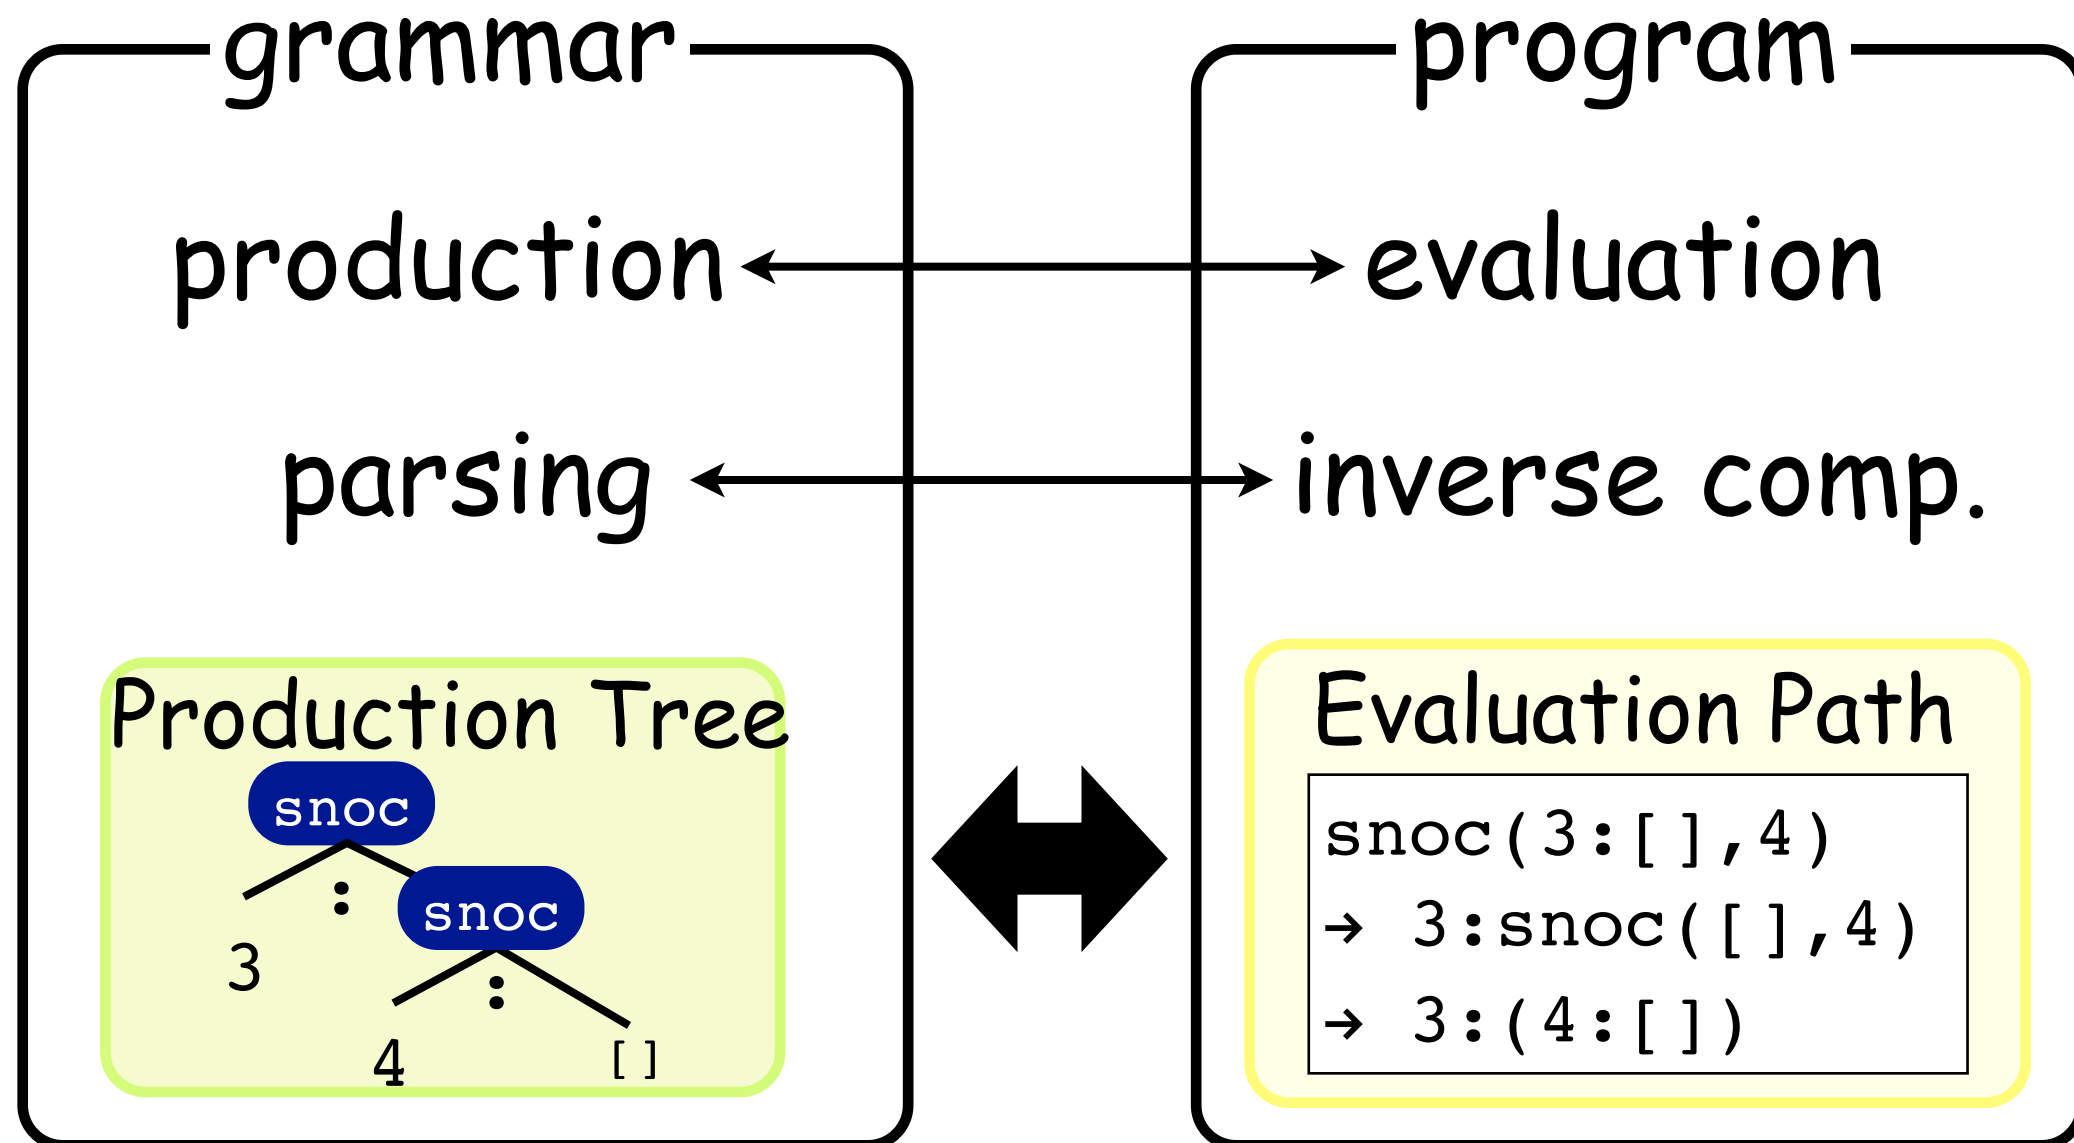 grammar
production
parsing
Production Tree
snoc
:
snoc
3
:
4
[]
program
evaluation
inverse comp.
Evaluation Path
snoc(3:[],4)
→ 3:snoc([],4)
→ 3:(4:[])